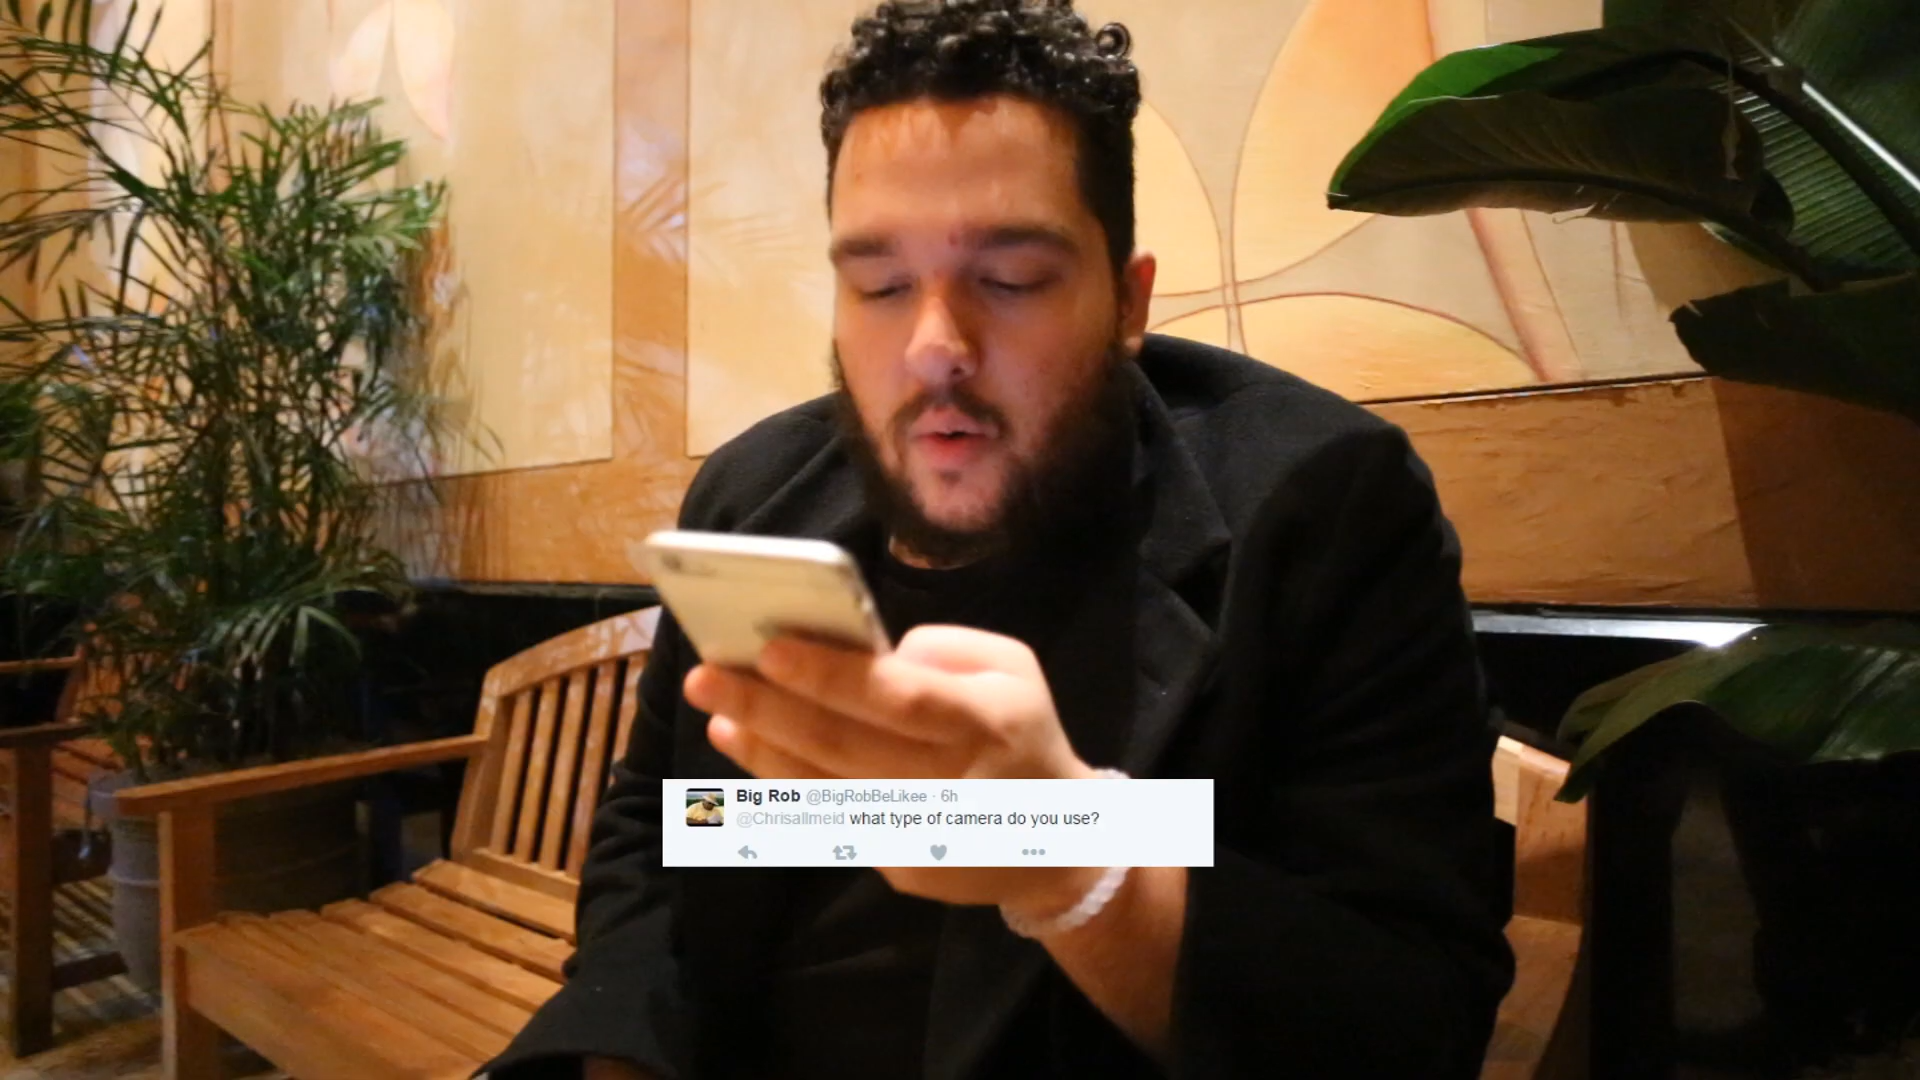 Big Rob @BigRobBeLikee · 6h
@Chrisallmeid what type of camera do you use?